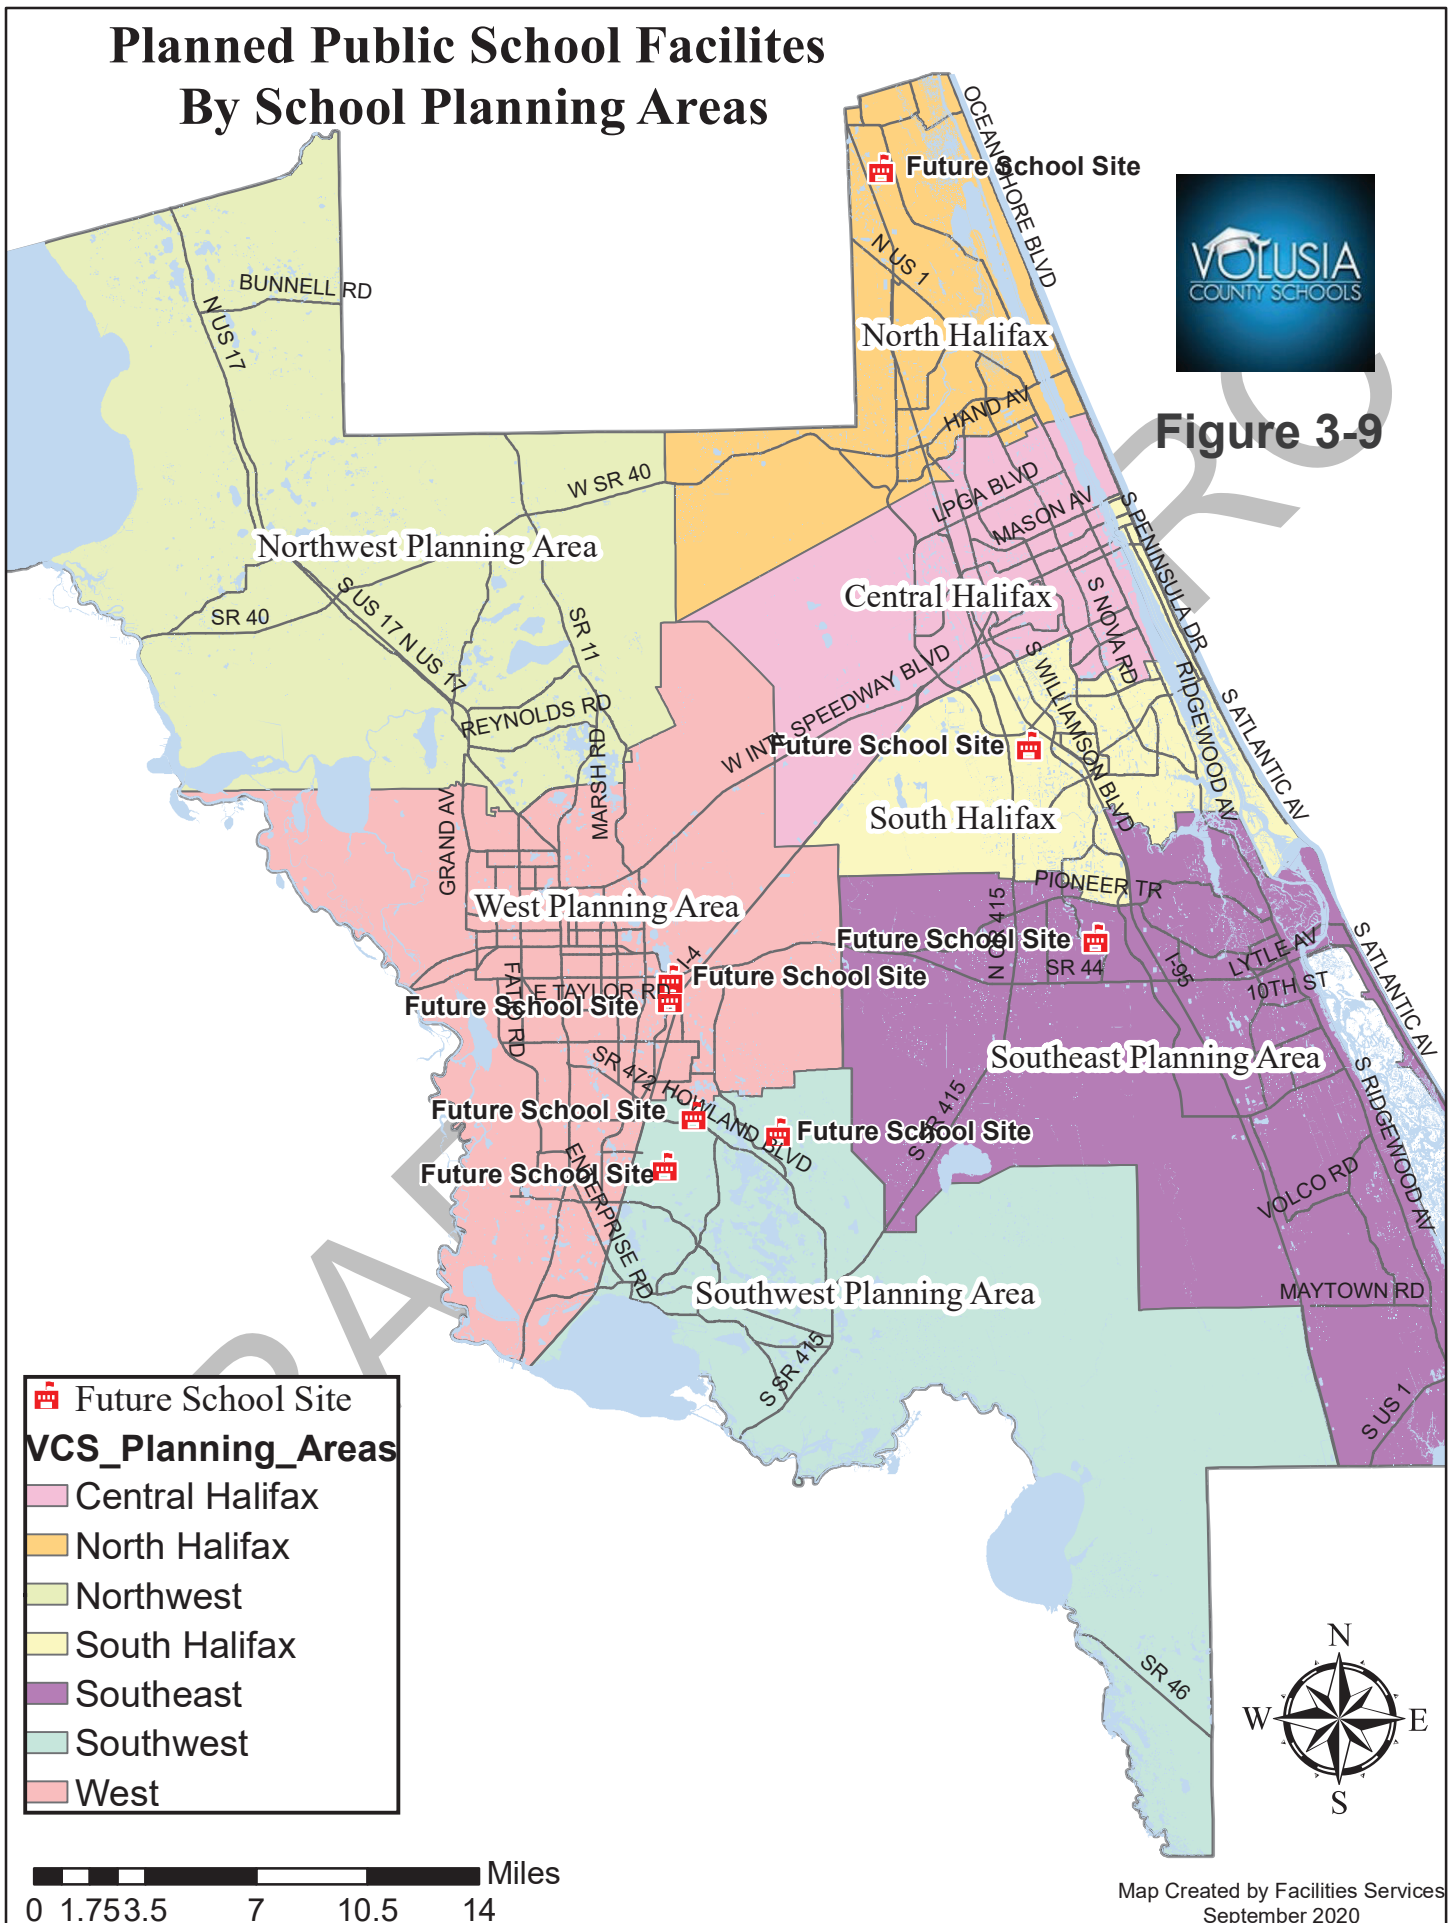 Planned Public School Facilites
By School Planning Areas
OCEAN SHORE BLVD
Future School Site
VOLUSIA
COUNTY SCHOOLS
BUNNELL RD
N US 17
N US 1
North Halifax
HAND AV
Figure 3-9
W SR 40
LPGA BLVD
MASON AV
S PENINSULA DR
Northwest Planning Area
Central Halifax
SR 40
S US 17
N US 17
SR 11
S NOVA RD
S WILLIAMSON BLVD
RIDGEWOOD AV
S ATLANTIC AV
REYNOLDS RD
MARSH RD
W INTL SPEEDWAY BLVD
Future School Site
South Halifax
GRAND AV
PIONEER TR
West Planning Area
N CR 415
Future School Site
SR 44
I-95
LYTLE AV
10TH ST
S ATLANTIC AV
I-4
Future School Site
E TAYLOR RD
Future School Site
Southeast Planning Area
SR 472
HOWLAND BLVD
S SR 415
S RIDGEWOOD AV
Future School Site
Future School Site
Future School Site
ENTERPRISE RD
VOLCO RD
Southwest Planning Area
MAYTOWN RD
S SR 415
S US 1
Future School Site
VCS_Planning_Areas
Central Halifax
North Halifax
Northwest
South Halifax
Southeast
Southwest
West
SR 46
N
W
E
S
Miles
0 1.75 3.5 7 10.5 14
Map Created by Facilities Services
September 2020